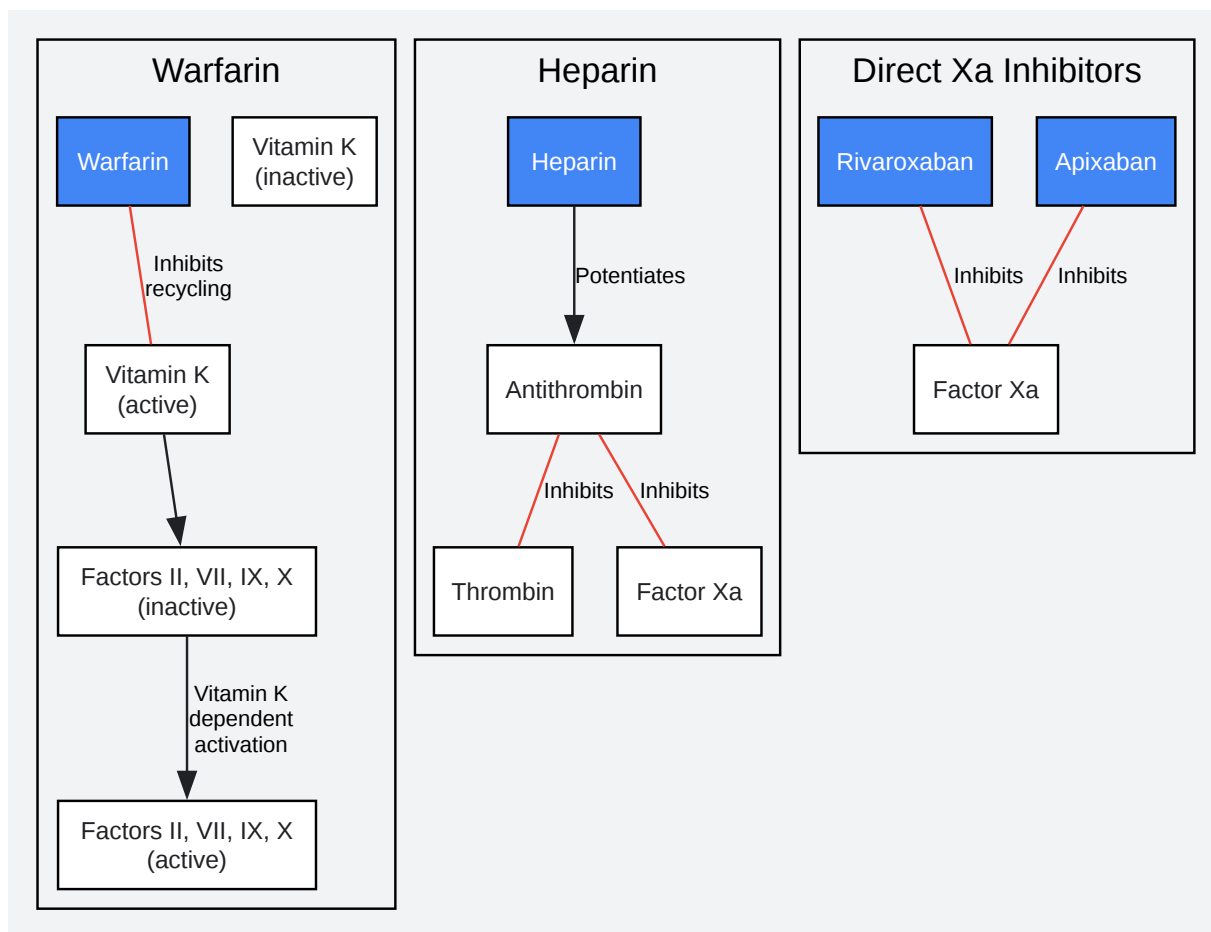 Warfarin
Warfarin
Vitamin K
(inactive)
Inhibits
recycling
Vitamin K
(active)
Factors II, VII, IX, X
(inactive)
Vitamin K
dependent
activation
Factors II, VII, IX, X
(active)
Heparin
Heparin
Potentiates
Antithrombin
Inhibits
Inhibits
Thrombin
Factor Xa
Direct Xa Inhibitors
Rivaroxaban
Apixaban
Inhibits
Inhibits
Factor Xa